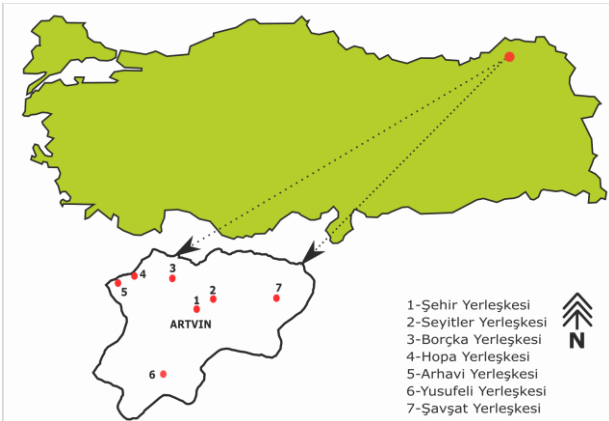 4
3
5
2
1
7
ARTVIN
6
1-Şehir Yerleşkesi
2-Seyitler Yerleşkesi
3-Borçka Yerleşkesi
4-Hopa Yerleşkesi
5-Arhavi Yerleşkesi
6-Yusufeli Yerleşkesi
7-Şavşat Yerleşkesi
N